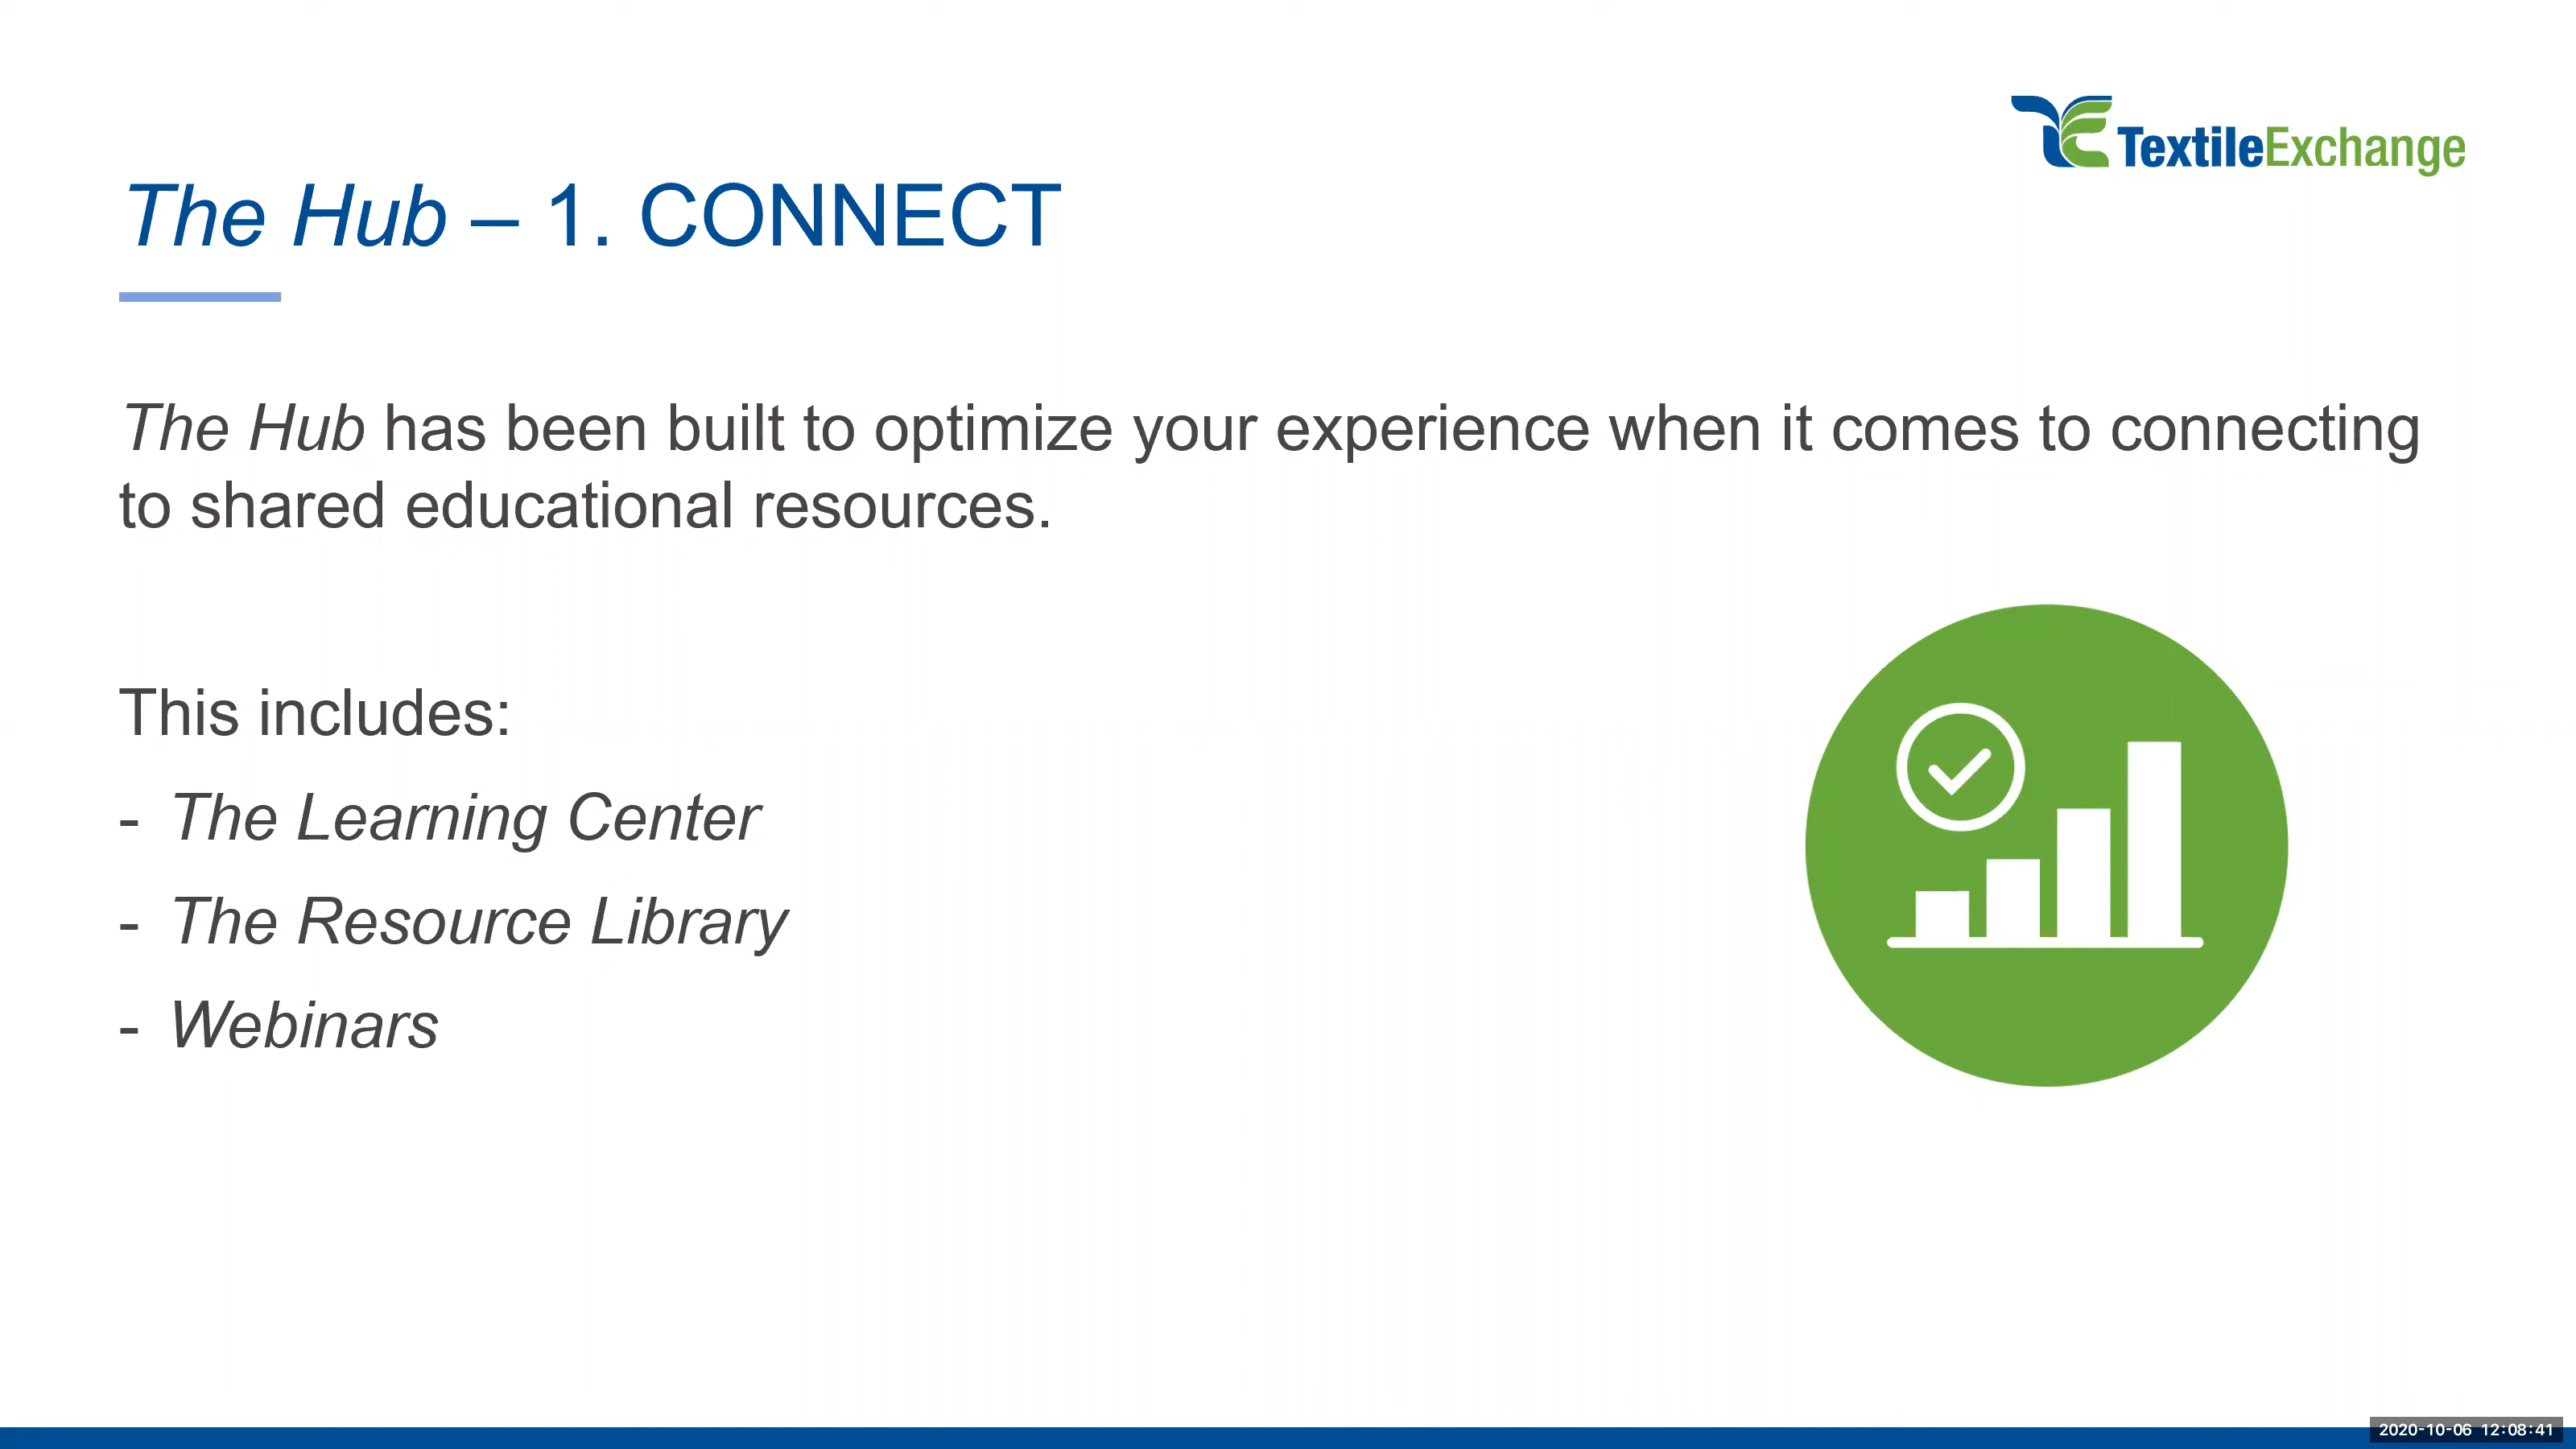 TextileExchange
The Hub – 1. CONNECT
The Hub has been built to optimize your experience when it comes to connecting
to shared educational resources.
This includes:
- The Learning Center
- The Resource Library
- Webinars
2020-10-06 12:08:41